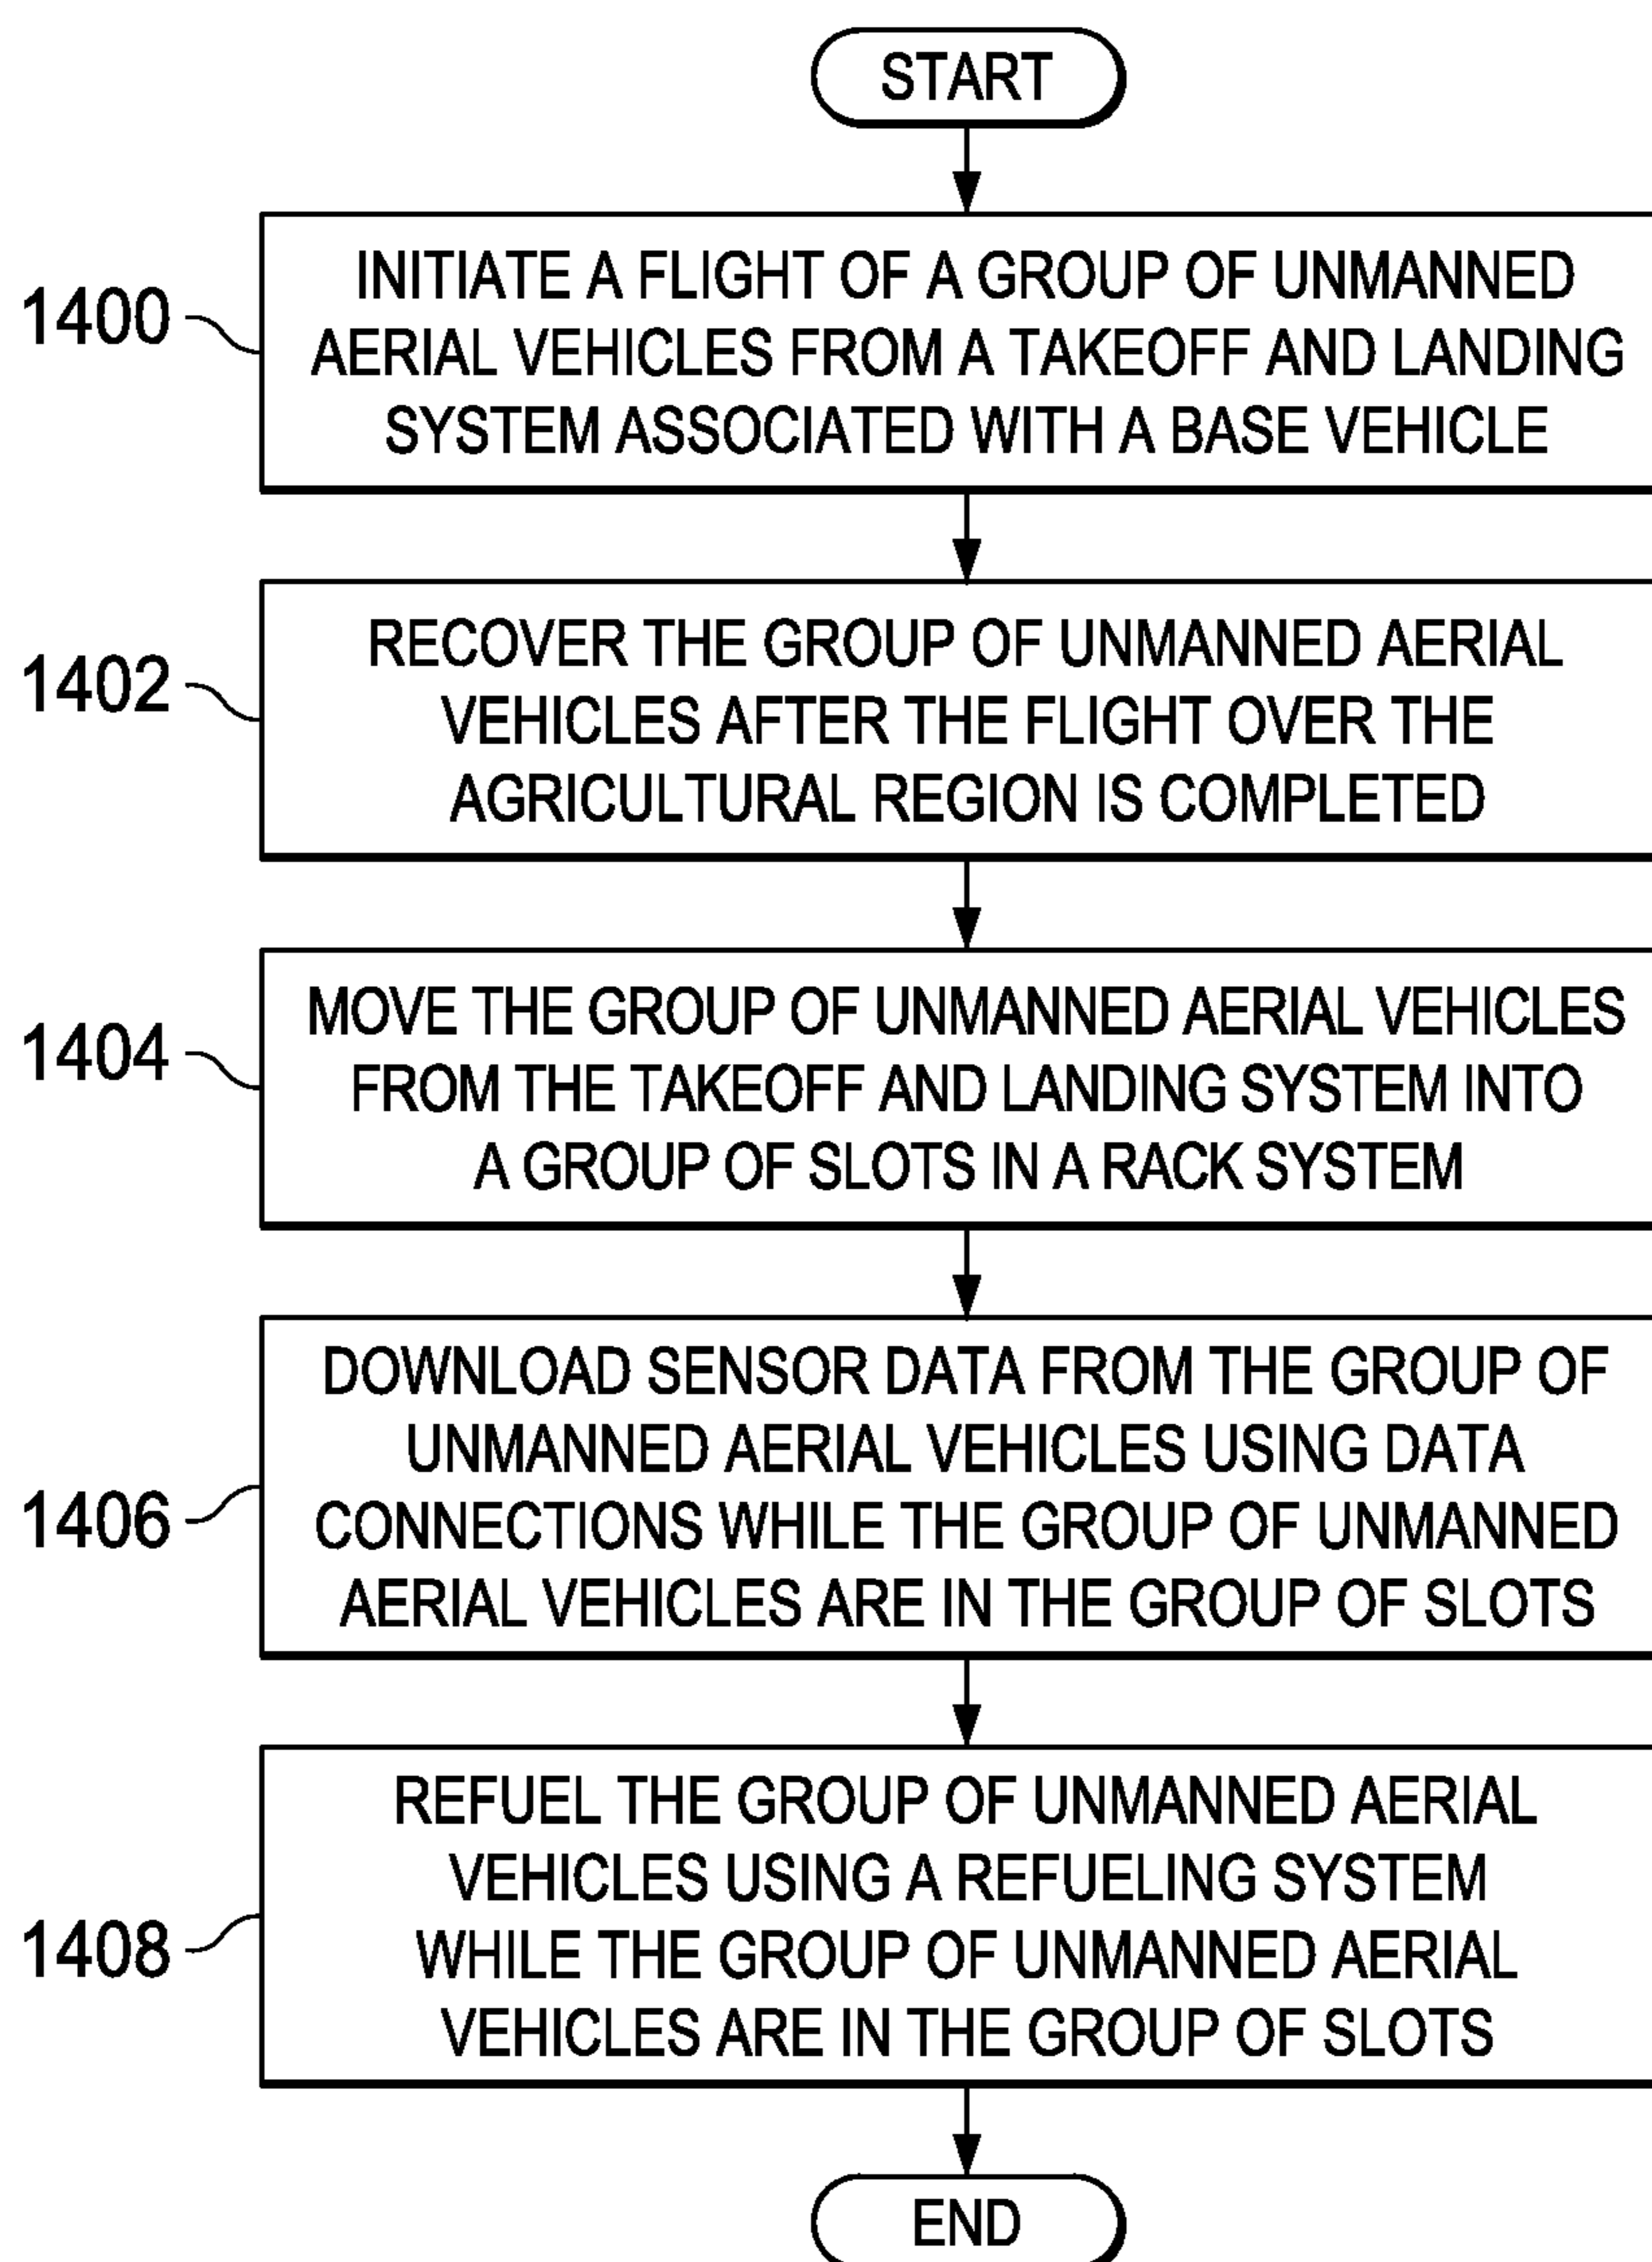 START
1400
INITIATE A FLIGHT OF A GROUP OF UNMANNED
AERIAL VEHICLES FROM A TAKEOFF AND LANDING
SYSTEM ASSOCIATED WITH A BASE VEHICLE
1402
RECOVER THE GROUP OF UNMANNED AERIAL
VEHICLES AFTER THE FLIGHT OVER THE
AGRICULTURAL REGION IS COMPLETED
1404
MOVE THE GROUP OF UNMANNED AERIAL VEHICLES
FROM THE TAKEOFF AND LANDING SYSTEM INTO
A GROUP OF SLOTS IN A RACK SYSTEM
1406
DOWNLOAD SENSOR DATA FROM THE GROUP OF
UNMANNED AERIAL VEHICLES USING DATA
CONNECTIONS WHILE THE GROUP OF UNMANNED
AERIAL VEHICLES ARE IN THE GROUP OF SLOTS
1408
REFUEL THE GROUP OF UNMANNED AERIAL
VEHICLES USING A REFUELING SYSTEM
WHILE THE GROUP OF UNMANNED AERIAL
VEHICLES ARE IN THE GROUP OF SLOTS
END